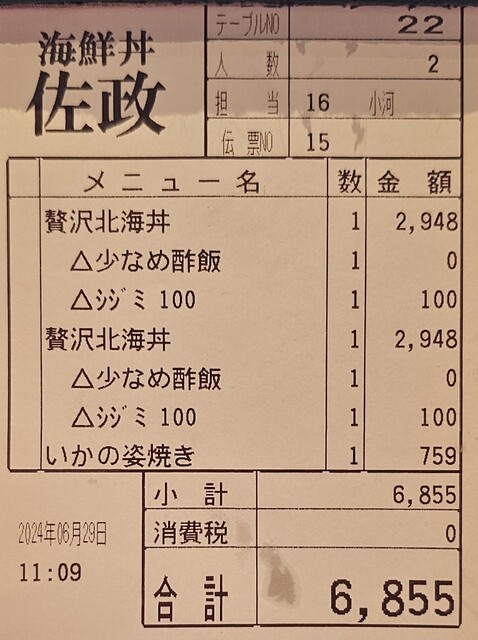 海鮮丼
佐政
テーブルNO 22
人 数 2
担 当 16 小河
伝 票NO 15
メ ニ ュ ー 名 数 金 額
贅沢北海丼 1 2,948
△少なめ酢飯 1 0
△ｼｼﾞﾐ 100 1 100
贅沢北海丼 1 2,948
△少なめ酢飯 1 0
△ｼｼﾞﾐ 100 1 100
いかの姿焼き 1 759
小 計 6,855
消費税 0
合 計 6,855
2024年06月29日
11:09